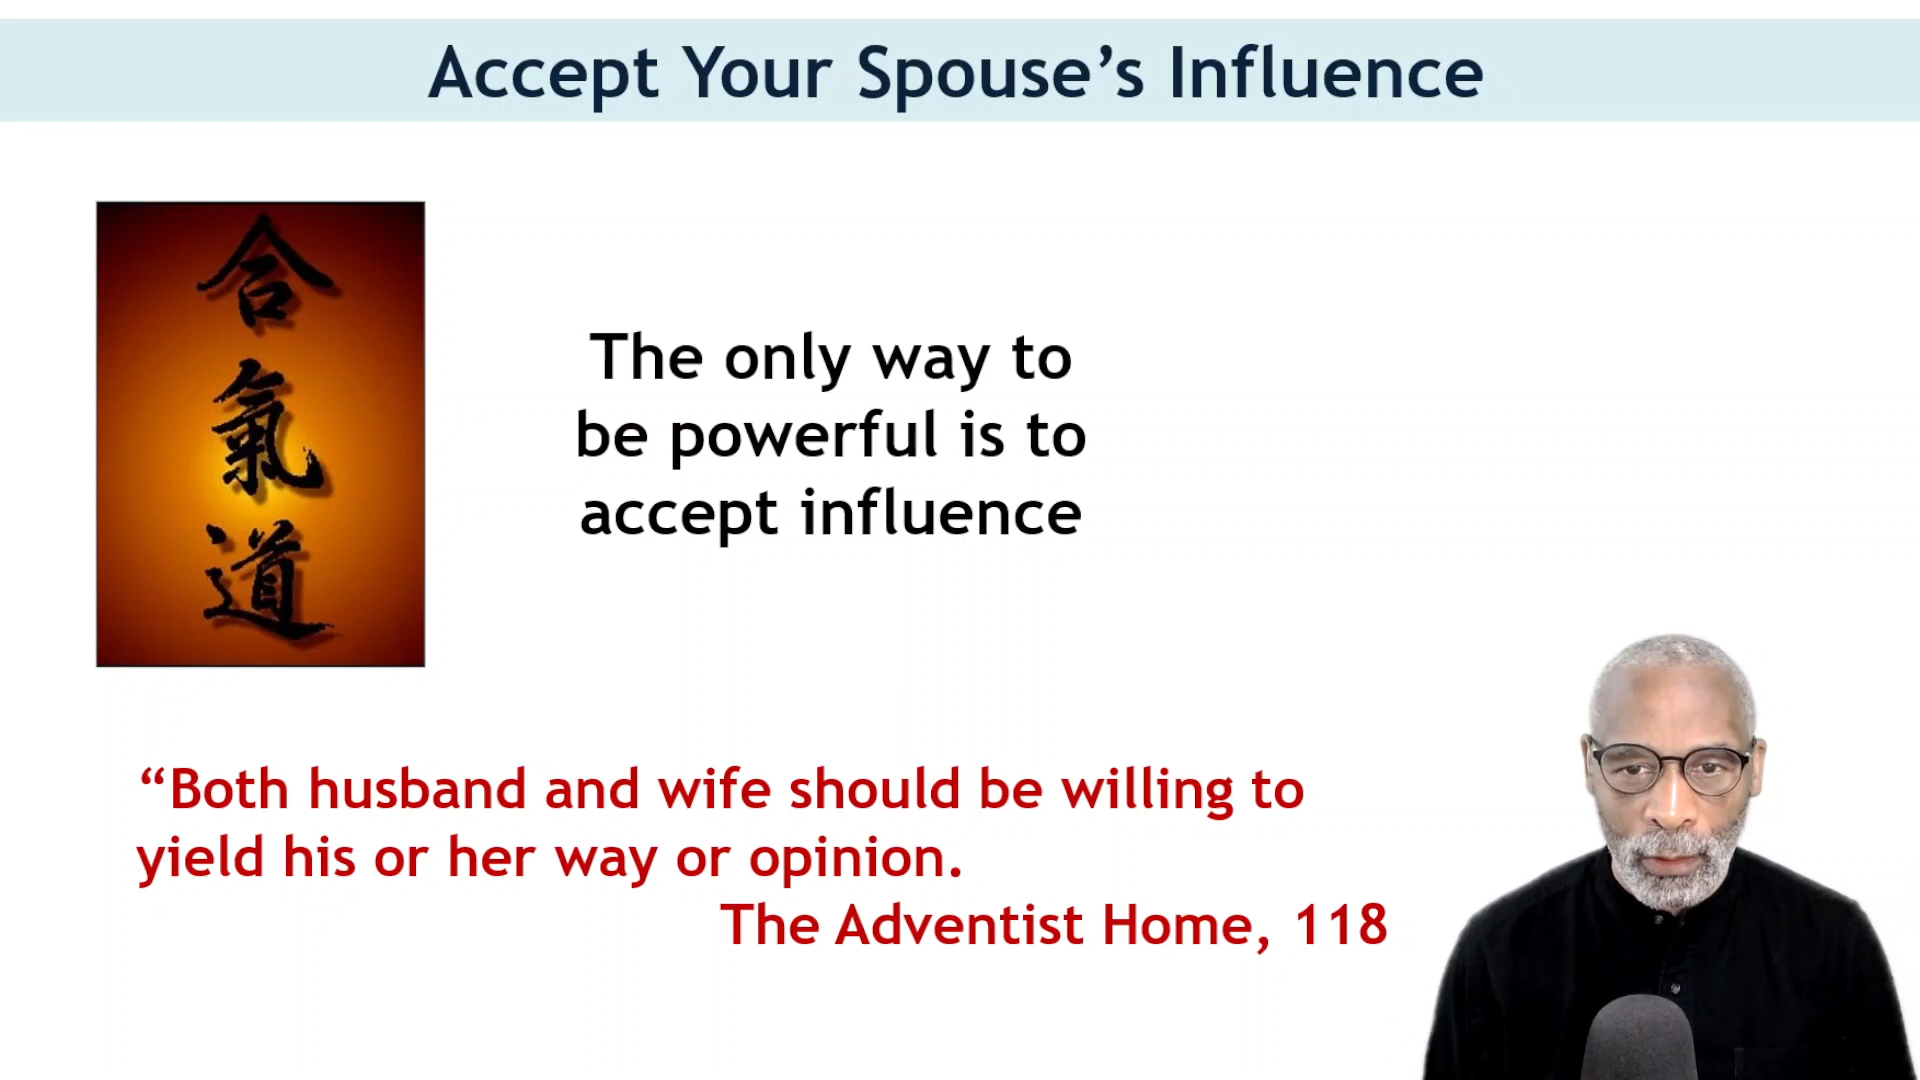 Accept Your Spouse’s Influence
合
氣
道
The only way to
be powerful is to
accept influence
“Both husband and wife should be willing to
yield his or her way or opinion.
The Adventist Home, 118